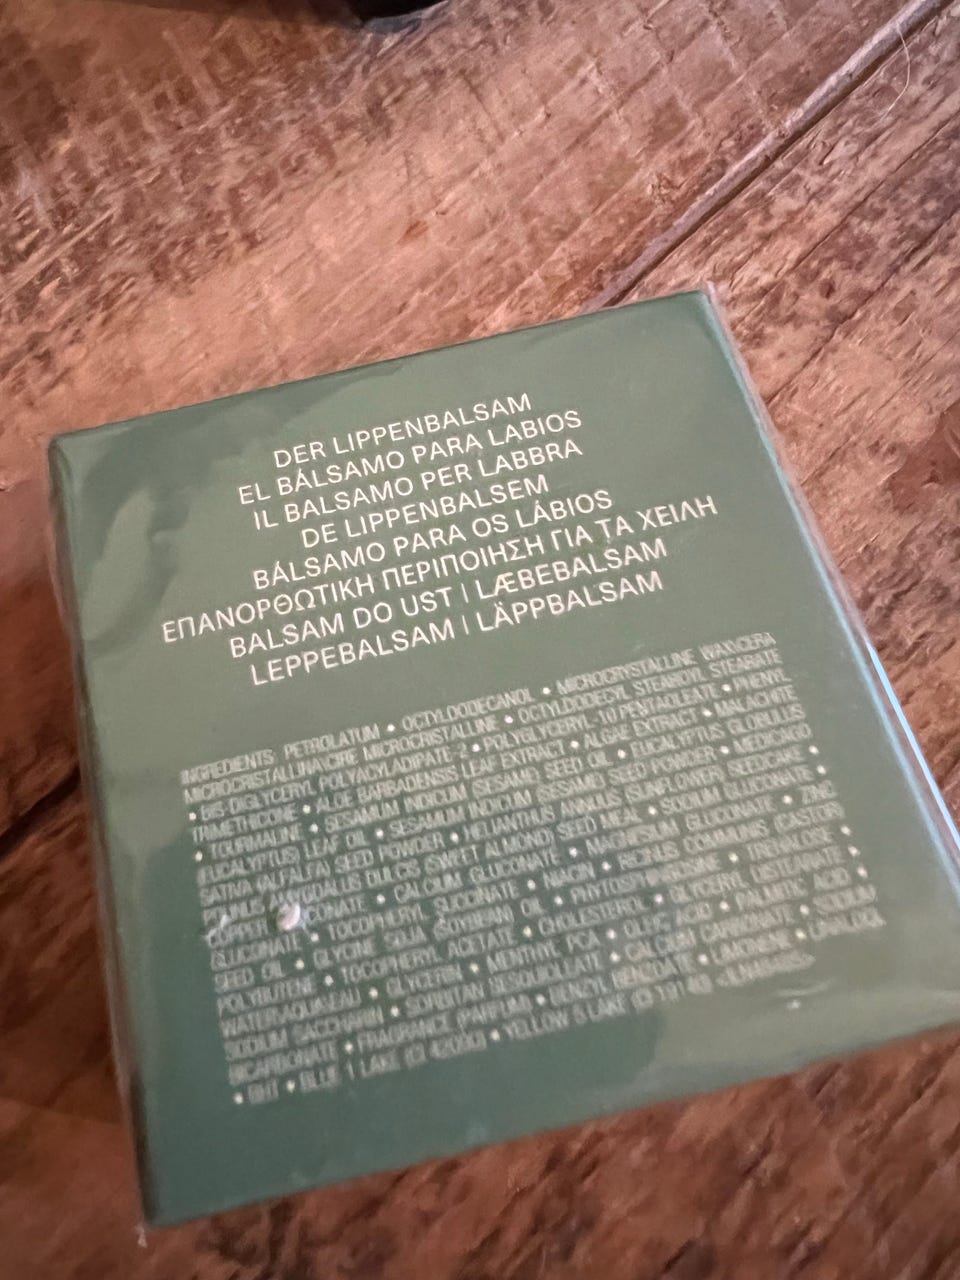 DER LIPPENBALSAM
EL BÁLSAMO PARA LABIOS
IL BALSAMO PER LABBRA
DE LIPPENBALSEM
BÁLSAMO PARA OS LÁBIOS
ΕΠΑΝΟΡΘΩΤΙΚΗ ΠΕΡΙΠΟΙΗΣΗ ΓΙΑ ΤΑ ΧΕΙΛΗ
BALSAM DO UST | LÆBEBALSAM
LEPPEBALSAM | LÄPPBALSAM
INGREDIENTS: PETROLATUM • OCTYLDODECANOL • MICROCRYSTALLINE WAX\CERA
MICROCRISTALLINA\CIRE MICROCRISTALLINE • OCTYLDODECYL STEAROYL STEARATE
• BIS-DIGLYCERYL POLYACYLADIPATE-2 • POLYGLYCERYL-10 PENTAOLEATE • PHENYL
TRIMETHICONE • ALOE BARBADENSIS LEAF EXTRACT • ALGAE EXTRACT • MALACHITE
• TOURMALINE • SESAMUM INDICUM (SESAME) SEED OIL • EUCALYPTUS GLOBULUS
(EUCALYPTUS) LEAF OIL • SESAMUM INDICUM (SESAME) SEED POWDER • MEDICAGO
SATIVA (ALFALFA) SEED POWDER • HELIANTHUS ANNUUS (SUNFLOWER) SEEDCAKE •
PRUNUS AMYGDALUS DULCIS (SWEET ALMOND) SEED MEAL • SODIUM GLUCONATE •
COPPER GLUCONATE • CALCIUM GLUCONATE • MAGNESIUM GLUCONATE • ZINC
GLUCONATE • TOCOPHERYL SUCCINATE • NIACIN • RICINUS COMMUNIS (CASTOR)
SEED OIL • GLYCINE SOJA (SOYBEAN) OIL • PHYTOSPHINGOSINE • TREHALOSE •
POLYBUTENE • TOCOPHERYL ACETATE • CHOLESTEROL • GLYCERYL DISTEARATE •
WATER\AQUA\EAU • GLYCERIN • MENTHYL PCA • OLEIC ACID • PALMITIC ACID •
SODIUM SACCHARIN • SORBITAN SESQUIOLEATE • CALCIUM CARBONATE • SODIUM
BICARBONATE • FRAGRANCE (PARFUM) • BENZYL BENZOATE • LIMONENE • LINALOOL
• BHT • BLUE 1 LAKE (CI 42090) • YELLOW 5 LAKE (CI 19140)